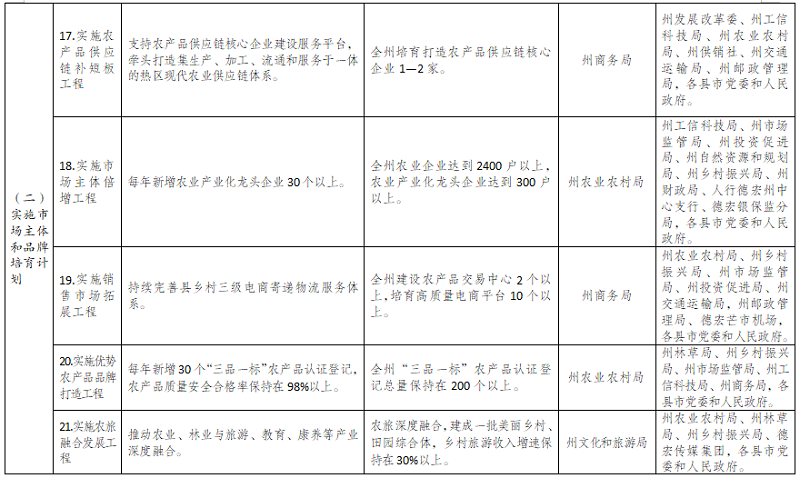 （二）
实施市
场主体
和品牌
培育计
划
17.实施农
产品供应
链补短板
工程
支持农产品供应链核心企业建设服务平台，
牵头打造集生产、加工、流通和服务于一体
的热区现代农业供应链体系。
全州培育打造农产品供应链核心
企业 1—2 家。
州商务局
州发展改革委、州工信
科技局、州农业农村
局、州供销社、州交通
运输局、州邮政管理
局，各县市党委和人民
政府。
18.实施市
场主体倍
增工程
每年新增农业产业化龙头企业 30 个以上。
全州农业企业达到 2400 户以上，
农业产业化龙头企业达到 300 户
以上。
州农业农村局
州工信科技局、州市场
监管局、州投资促进
局、州自然资源和规划
局、州乡村振兴局、州
财政局、人行德宏州中
心支行、德宏银保监分
局，各县市党委和人民
政府。
19.实施销
售市场拓
展工程
持续完善县乡村三级电商寄递物流服务体
系。
全州建设农产品交易中心 2 个以
上，培育高质量电商平台 10 个以
上。
州商务局
州农业农村局、州乡村
振兴局、州市场监管
局、州投资促进局、州
交通运输局，州邮政管
理局、德宏芒市机场，
各县市党委和人民政府。
20.实施优势
农产品品牌
打造工程
每年新增 30 个“三品一标”农产品认证登记，
农产品质量安全合格率保持在 98%以上。
全州“三品一标”农产品认证登
记总量保持在 200 个以上。
州农业农村局
州林草局、州乡村振兴
局、州市场监管局、州工
信科技局、州商务局，各
县市党委和人民政府。
21.实施农旅
融合发展工
程
推动农业、林业与旅游、教育、康养等产业
深度融合。
农旅深度融合，建成一批美丽乡村、
田园综合体，乡村旅游收入增速保
持在 30%以上。
州文化和旅游局
州农业农村局、州林草
局、州乡村振兴局、德
宏传媒集团，各县市党
委和人民政府。